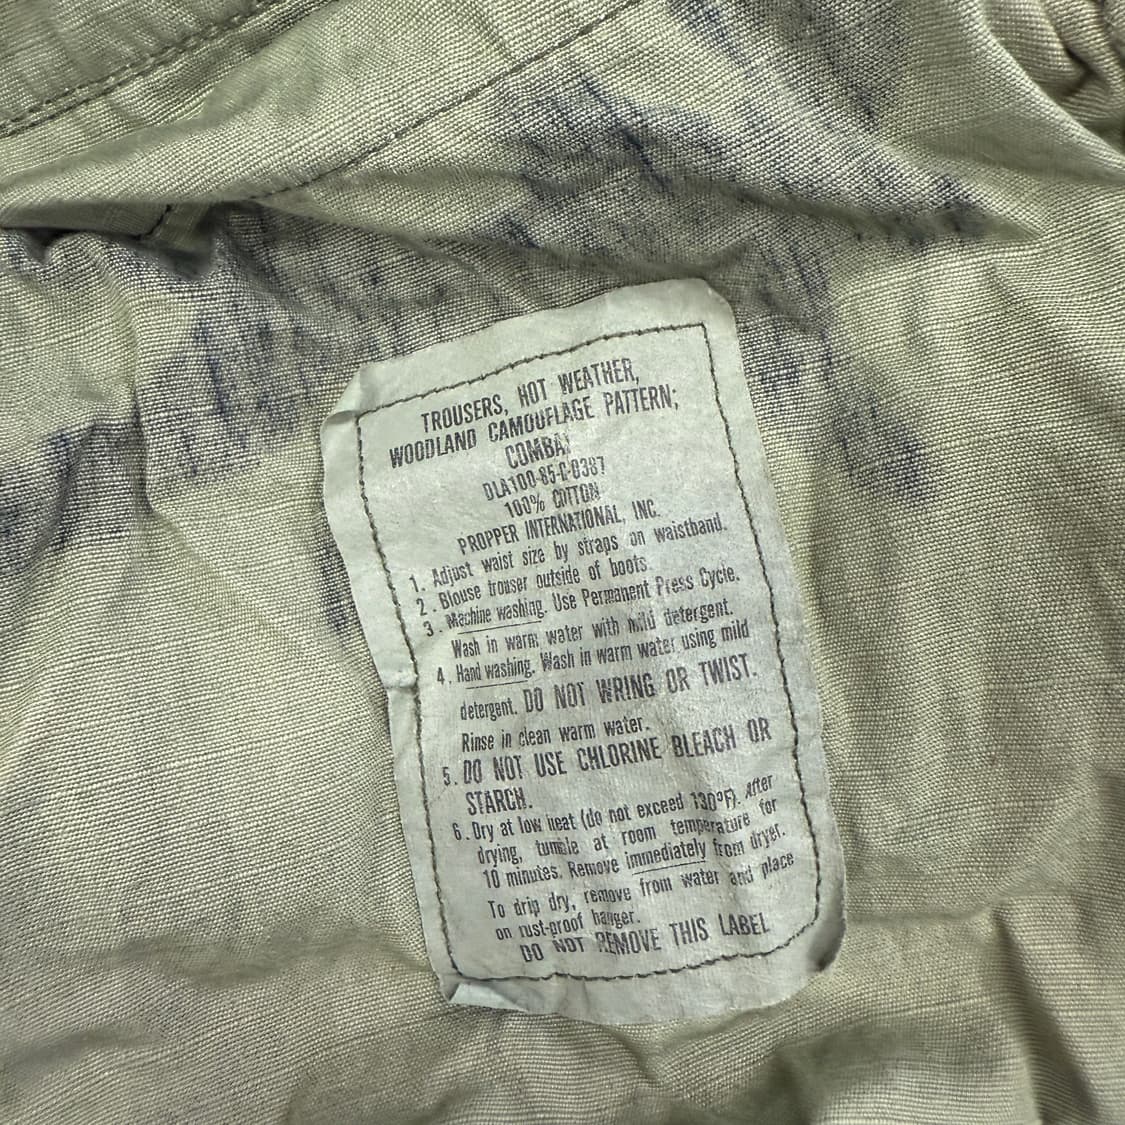 TROUSERS, HOT WEATHER,
WOODLAND CAMOUFLAGE PATTERN;
COMBAT
DLA100-85-C-0387
100% COTTON
PROPPER INTERNATIONAL, INC.
1. Adjust waist size by straps on waistband.
2. Blouse trouser outside of boots.
3. Machine washing. Use Permanent Press Cycle.
Wash in warm water with mild detergent.
4. Hand washing. Wash in warm water using mild
detergent. DO NOT WRING OR TWIST.
Rinse in clean warm water.
5. DO NOT USE CHLORINE BLEACH OR
STARCH.
6. Dry at low heat (do not exceed 130°F). After
drying, tumble at room temperature for
10 minutes. Remove immediately from dryer.
To drip dry, remove from water and place
on rust-proof hanger.
DO NOT REMOVE THIS LABEL